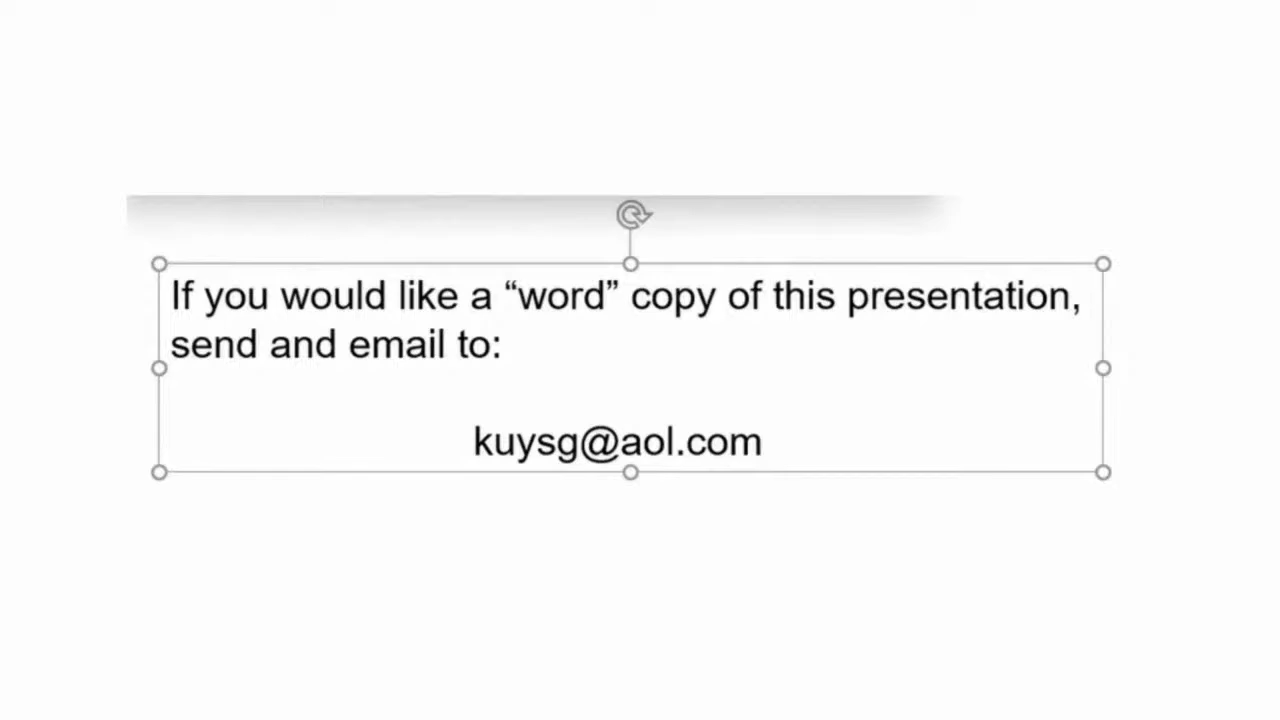 If you would like a “word” copy of this presentation,
send and email to:
kuysg@aol.com